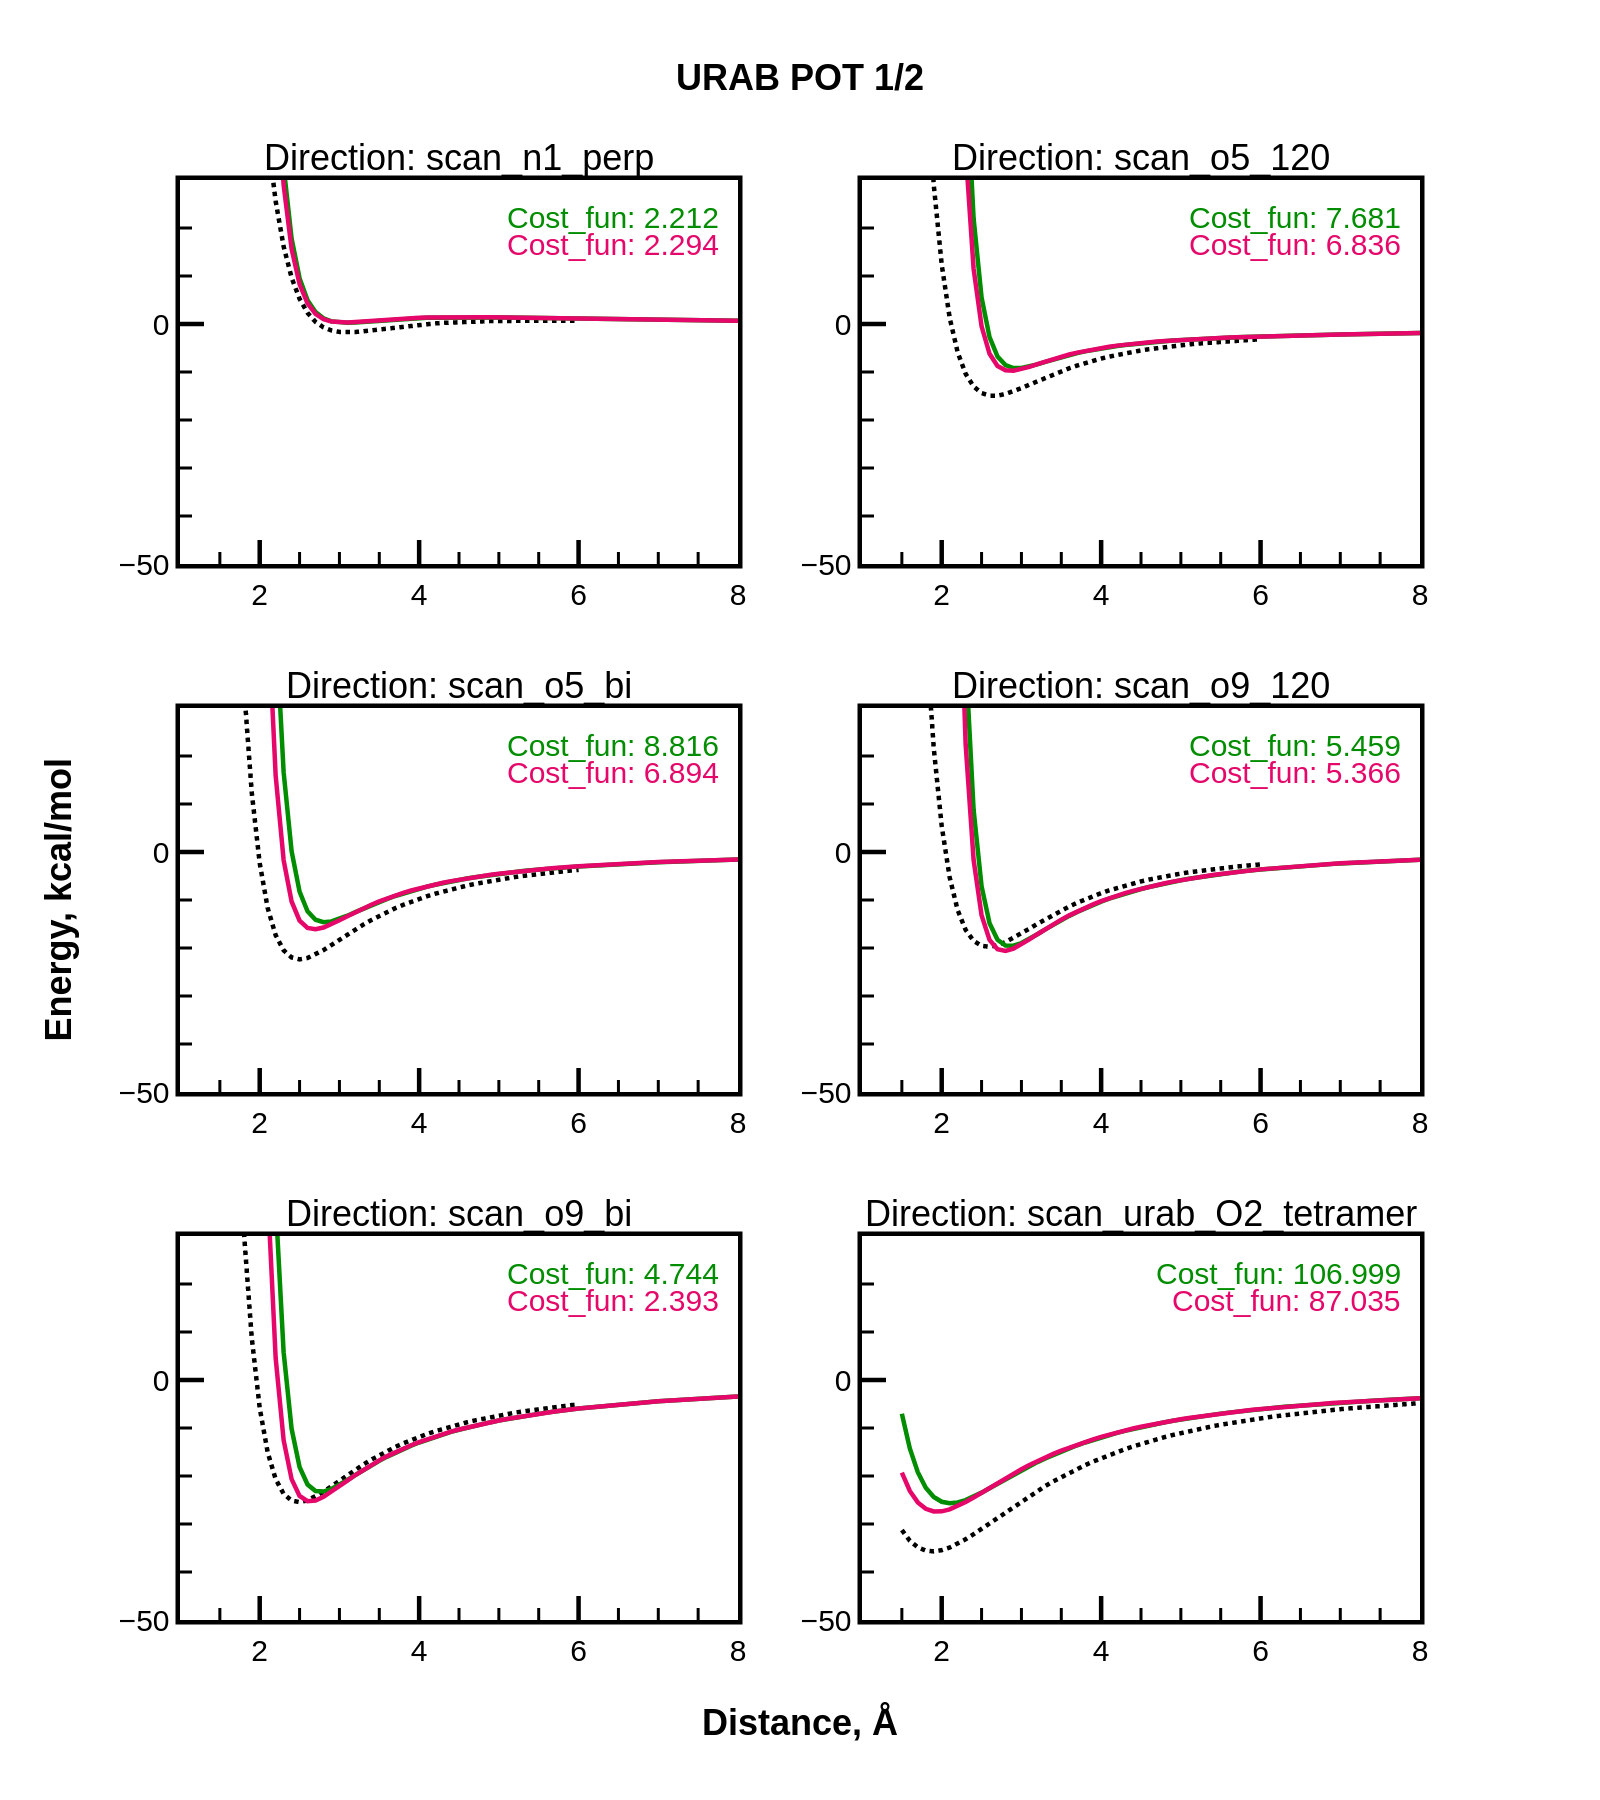 URAB POT 1/2
Direction: scan_n1_perp
Direction: scan_o5_120
Cost_fun: 2.212
Cost_fun: 2.294
Cost_fun: 7.681
Cost_fun: 6.836
0
−50
2 4 6 8
0
−50
2 4 6 8
Direction: scan_o5_bi
Direction: scan_o9_120
Cost_fun: 8.816
Cost_fun: 6.894
Cost_fun: 5.459
Cost_fun: 5.366
0
−50
2 4 6 8
0
−50
2 4 6 8
Energy, kcal/mol
Direction: scan_o9_bi
Direction: scan_urab_O2_tetramer
Cost_fun: 4.744
Cost_fun: 2.393
Cost_fun: 106.999
Cost_fun: 87.035
0
−50
2 4 6 8
0
−50
2 4 6 8
Distance, Å